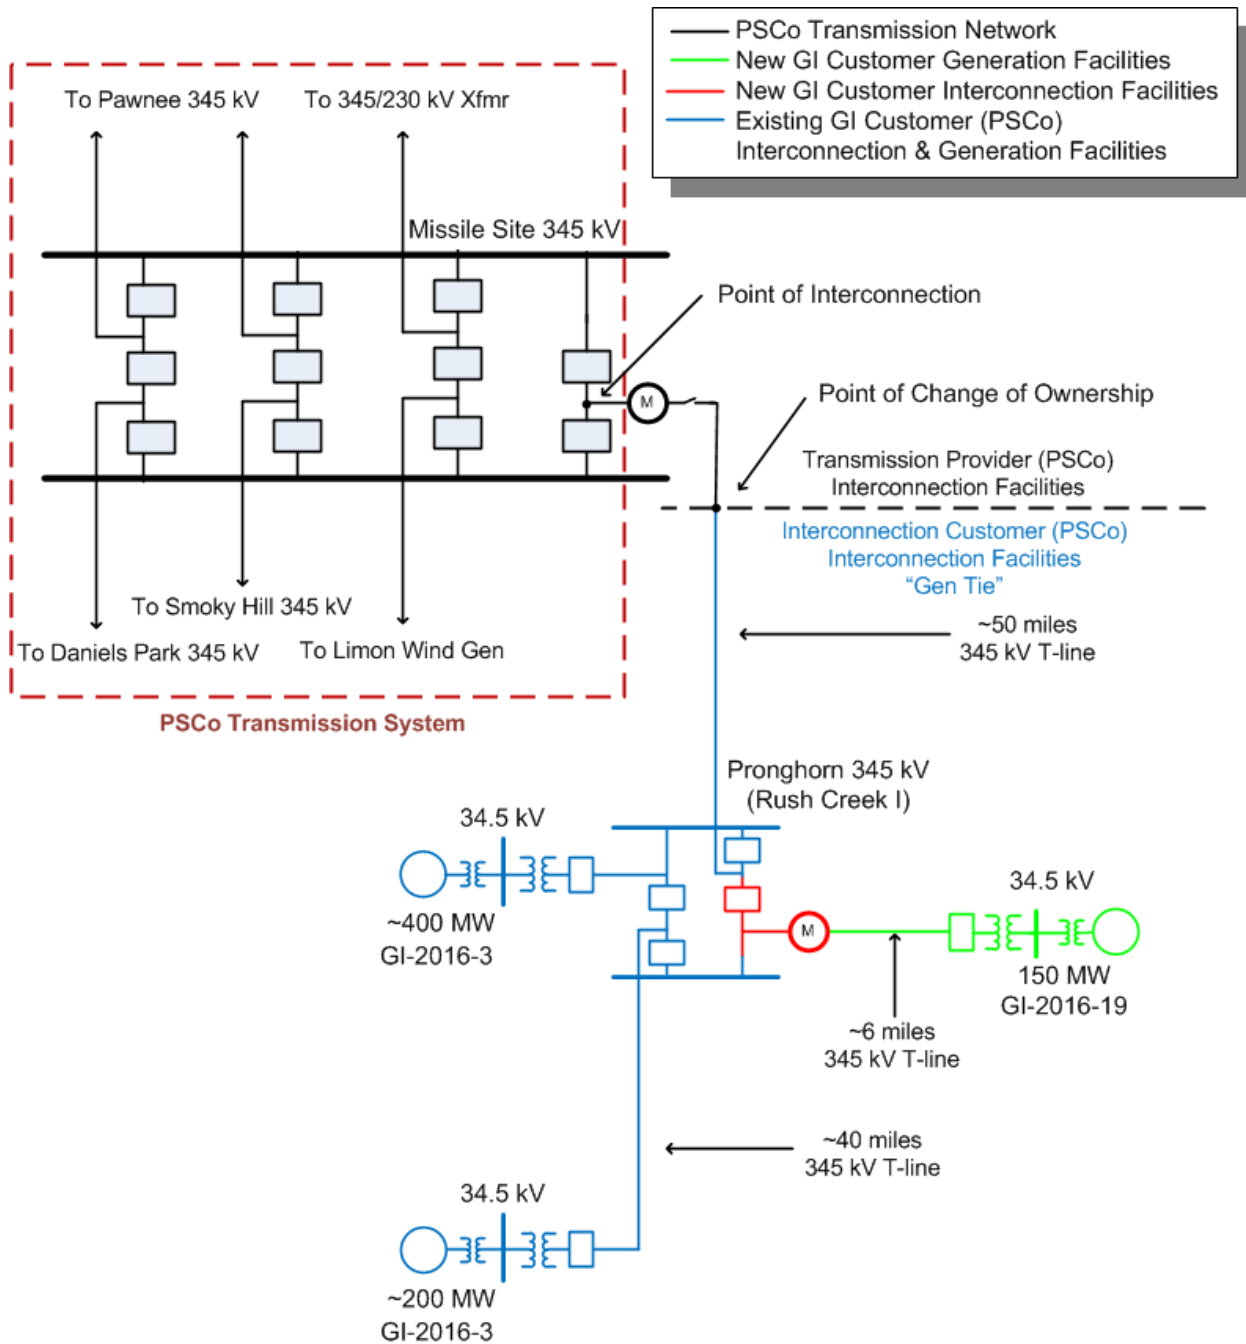 PSCo Transmission Network
New GI Customer Generation Facilities
New GI Customer Interconnection Facilities
Existing GI Customer (PSCo)
Interconnection & Generation Facilities
To Pawnee 345 kV
To 345/230 kV Xfmr
Missile Site 345 kV
Point of Interconnection
M
Point of Change of Ownership
Transmission Provider (PSCo)
Interconnection Facilities
Interconnection Customer (PSCo)
Interconnection Facilities
“Gen Tie”
To Smoky Hill 345 kV
To Daniels Park 345 kV
To Limon Wind Gen
~50 miles
345 kV T-line
PSCo Transmission System
Pronghorn 345 kV
(Rush Creek I)
34.5 kV
~400 MW
GI-2016-3
34.5 kV
M
150 MW
GI-2016-19
~6 miles
345 kV T-line
~40 miles
345 kV T-line
34.5 kV
~200 MW
GI-2016-3